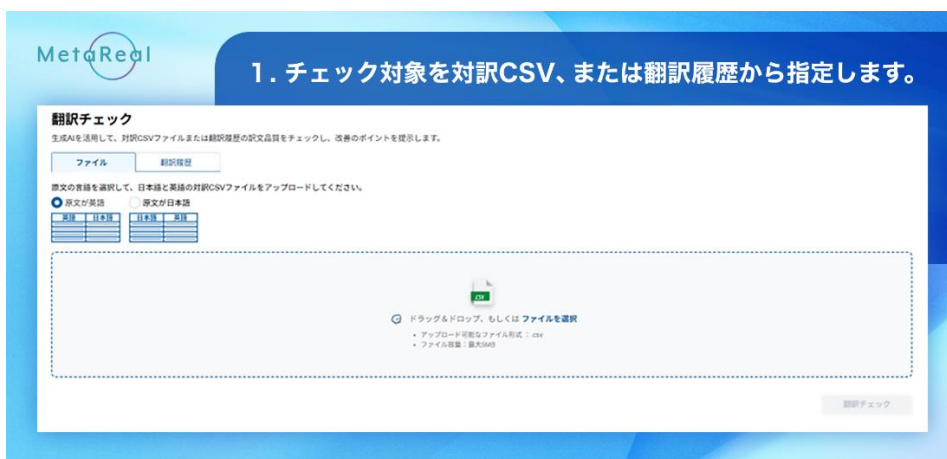 MetaReal
1. チェック対象を対訳CSV、または翻訳履歴から指定します。
翻訳チェック
生成AIを活用して、対訳CSVファイルまたは翻訳履歴の訳文品質をチェックし、改善のポイントを提示します。
ファイル 翻訳履歴
原文の言語を選択して、日本語と英語の対訳CSVファイルをアップロードしてください。
原文が英語 原文が日本語
英語 日本語 日本語 英語
CSV
ドラッグ&ドロップ、もしくは ファイルを選択
• アップロード可能なファイル形式 : .csv
• ファイル容量:最大5MB
翻訳チェック